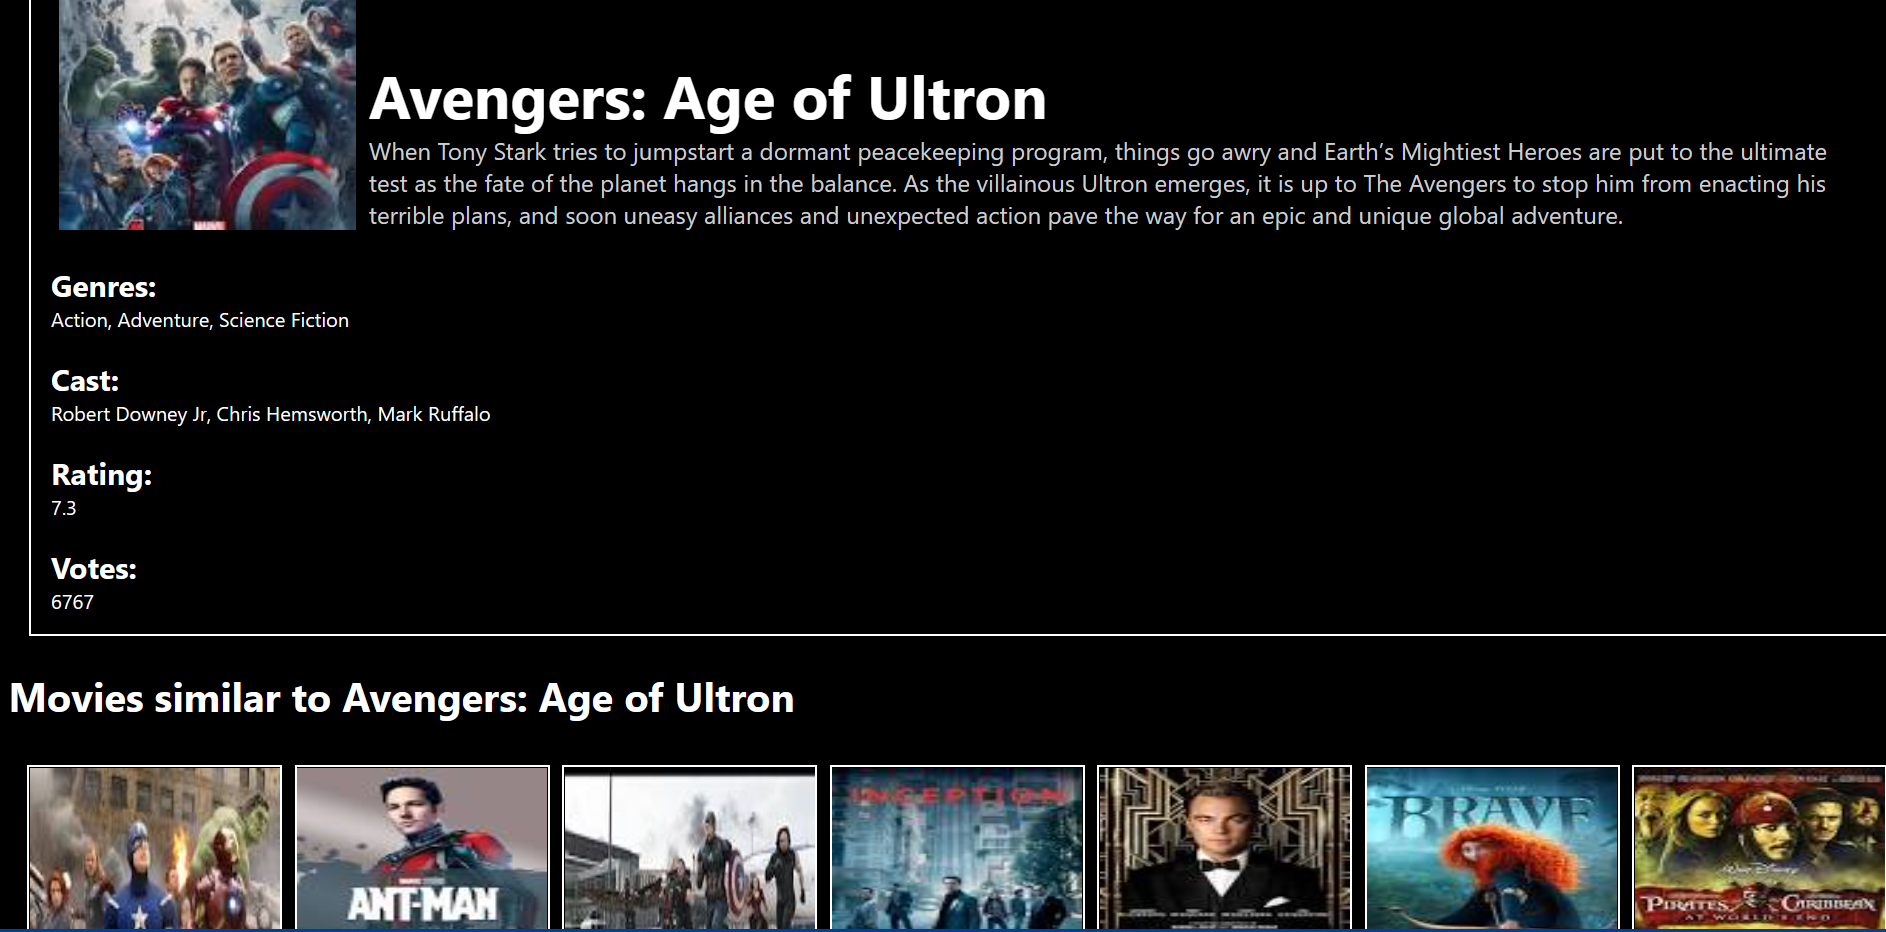 MARVEL
Avengers: Age of Ultron
When Tony Stark tries to jumpstart a dormant peacekeeping program, things go awry and Earth’s Mightiest Heroes are put to the ultimate
test as the fate of the planet hangs in the balance. As the villainous Ultron emerges, it is up to The Avengers to stop him from enacting his
terrible plans, and soon uneasy alliances and unexpected action pave the way for an epic and unique global adventure.
Genres:
Action, Adventure, Science Fiction
Cast:
Robert Downey Jr, Chris Hemsworth, Mark Ruffalo
Rating:
7.3
Votes:
6767
Movies similar to Avengers: Age of Ultron
ANT-MAN
INCEPTION
BRAVE
WALT DISNEY
PIRATES CARIBBEAN
AT WORLD'S END